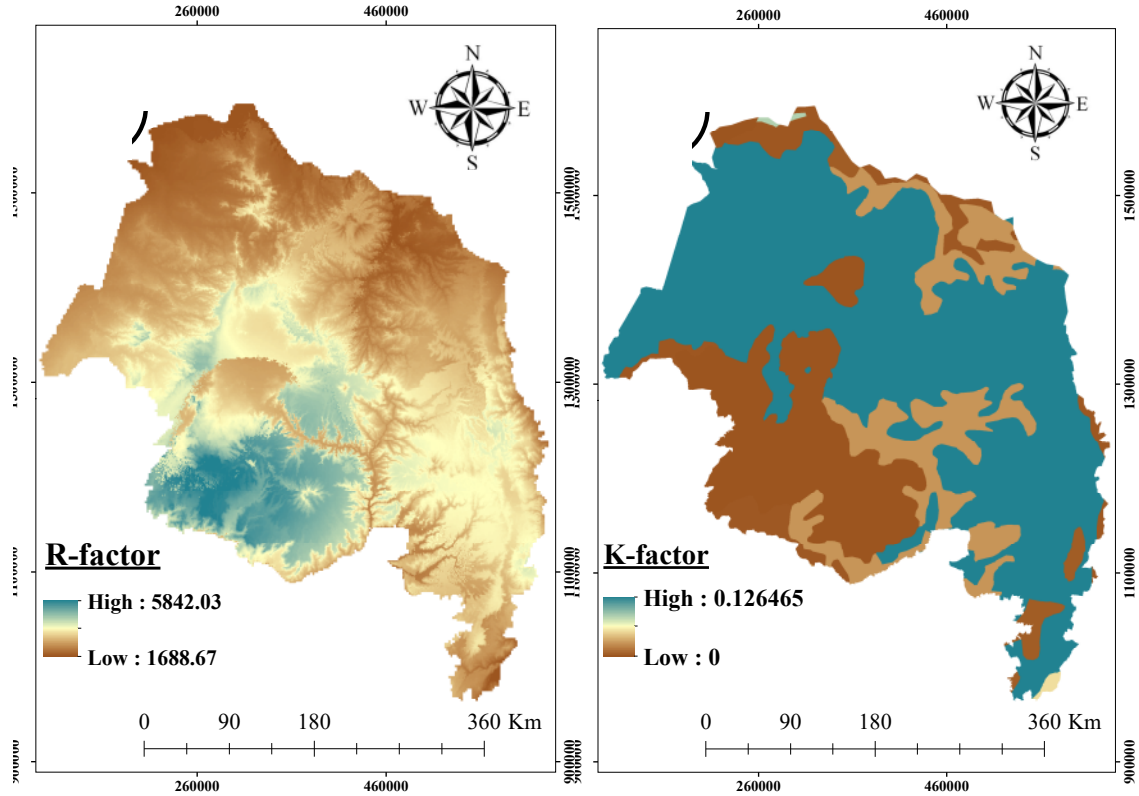 260000 460000
260000 460000
N
W E
S
N
W E
S
1500000
1500000
1300000
1300000
R-factor
High : 5842.03
Low : 1688.67
K-factor
High : 0.126465
Low : 0
1100000
1100000
0 90 180 360 Km
0 90 180 360 Km
900000
900000
260000 460000
260000 460000